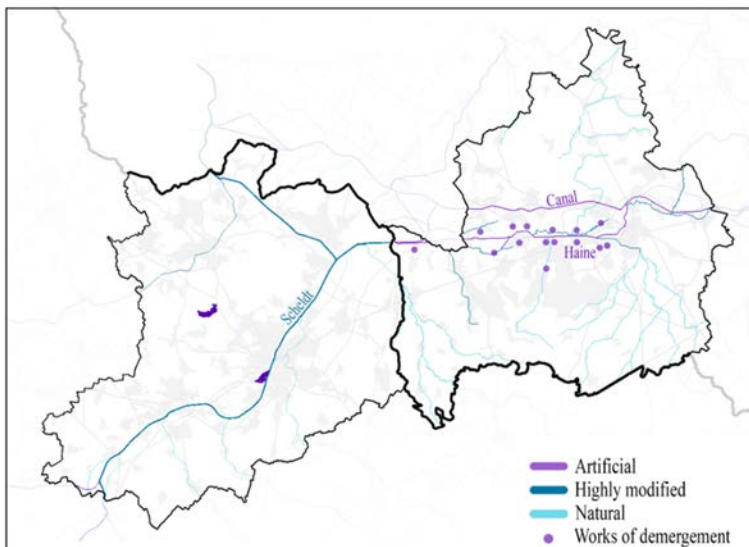 Canal
Haine
Scheldt
Artificial
Highly modified
Natural
Works of demergement